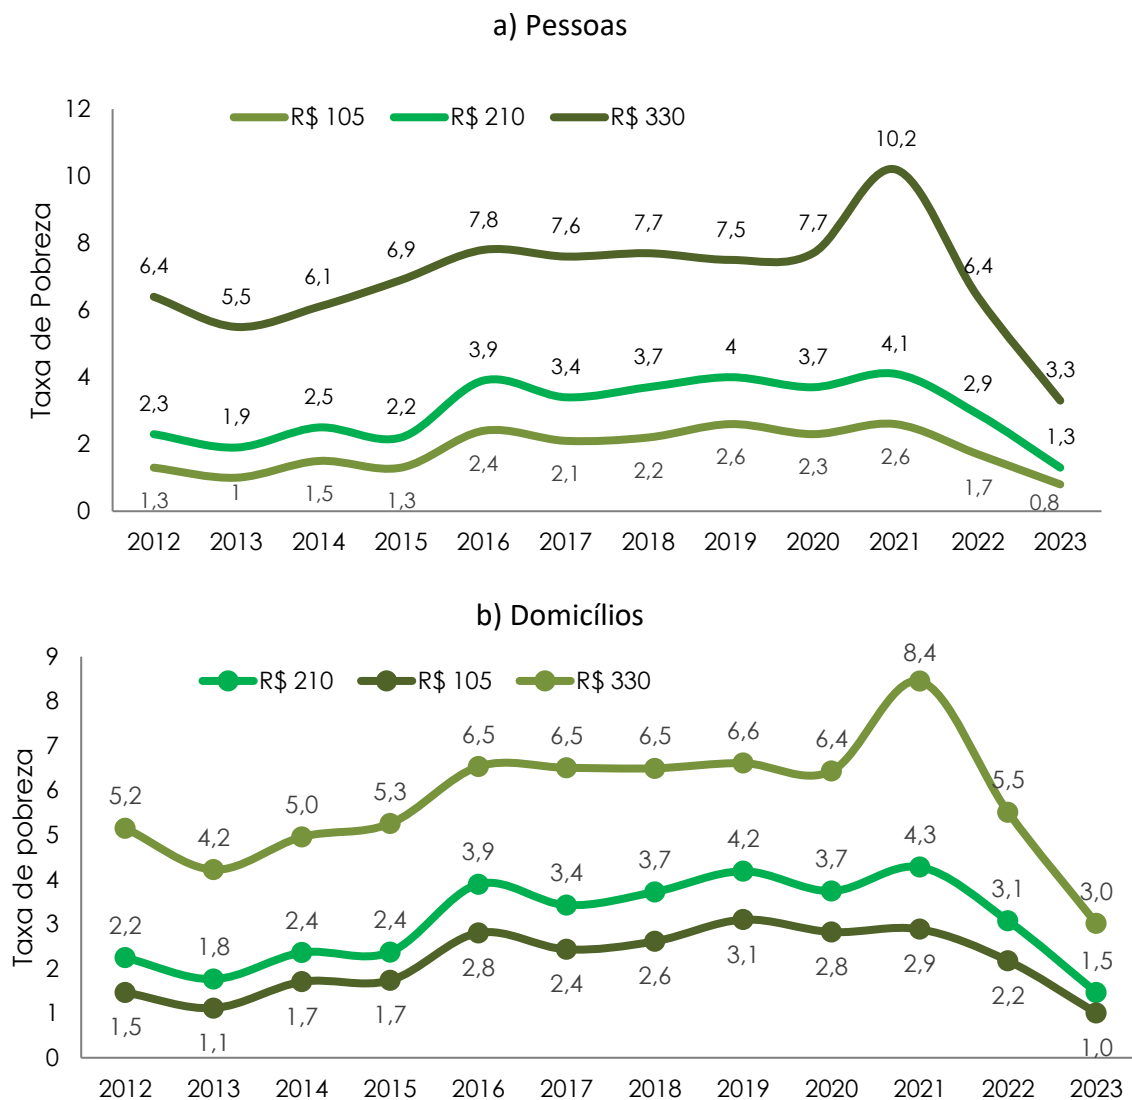 a) Pessoas
12
R$ 105 R$ 210 R$ 330
10,2
10
7,8 7,6 7,7 7,5 7,7
8
6,9
6,4 6,1 6,4
5,5
6
3,9 3,4 3,7 4 3,7 4,1
4
3,3
2,3 1,9 2,5 2,2 2,9
1,3
2
1,3 1 1,5 1,3 2,4 2,1 2,2 2,6 2,3 2,6 1,7 0,8
0
2012 2013 2014 2015 2016 2017 2018 2019 2020 2021 2022 2023
Taxa de Pobreza
b) Domicílios
9
R$ 210 R$ 105 R$ 330
8,4
8
7
6,5 6,5 6,5 6,6 6,4
6
5,2 4,2 5,0 5,3 5,5
5
3,9 3,4 3,7 4,2 3,7 4,3
4
3,1 3,0
3
2,2 1,8 2,4 2,4
2
2,8 2,4 2,6 3,1 2,8 2,9 2,2 1,5
1
1,5 1,1 1,7 1,7 1,0
0
2012 2013 2014 2015 2016 2017 2018 2019 2020 2021 2022 2023
Taxa de pobreza